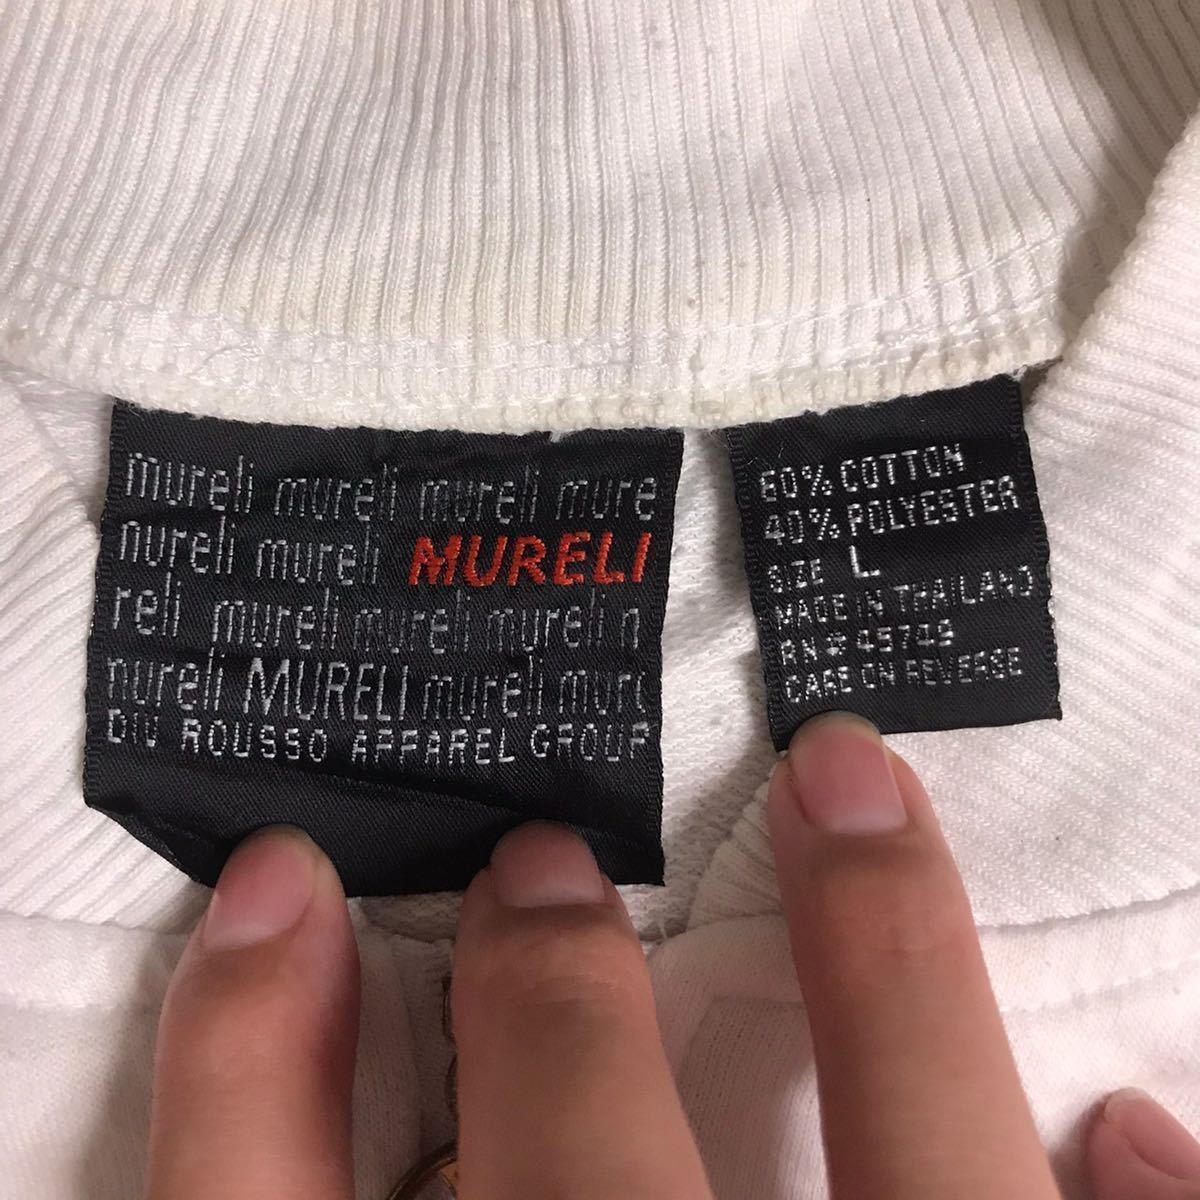 mureli mureli mureli mure
nureli mureli MURELI
reli mureli mureli mureli n
nureli MURELI mureli mure
DIV ROUSSO APPAREL GROUP
60% COTTON
40% POLYESTER
SIZE L
MADE IN THAILAND
RN # 45749
CARE ON REVERSE